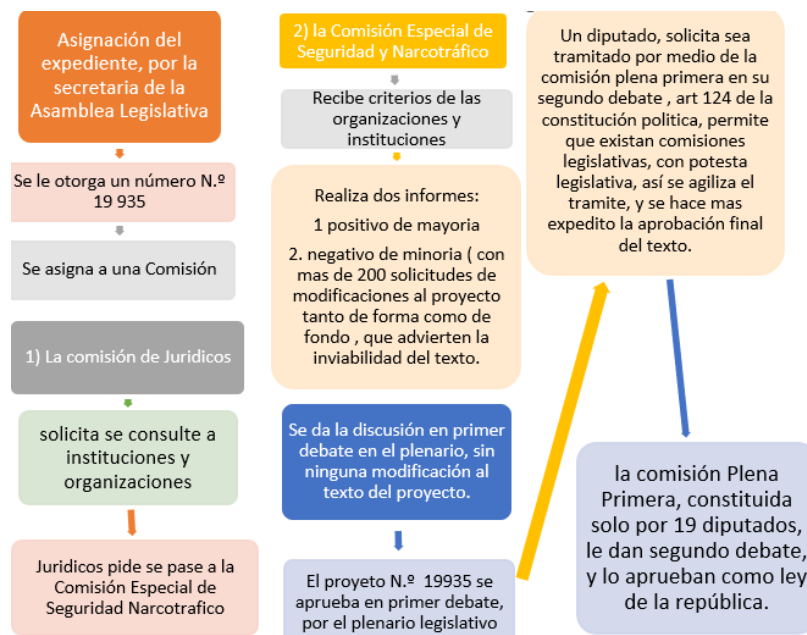 Asignación del
expediente, por la
secretaria de la
Asamblea Legislativa
Se le otorga un número N.º
19 935
Se asigna a una Comisión
1) La comisión de Juridicos
solicita se consulte a
instituciones y
organizaciones
Juridicos pide se pase a la
Comisión Especial de
Seguridad Narcotrafico
2) la Comisión Especial de
Seguridad y Narcotráfico
Recibe criterios de las
organizaciones y
instituciones
Realiza dos informes:
1 positivo de mayoria
2. negativo de minoria ( con
mas de 200 solicitudes de
modificaciones al proyecto
tanto de forma como de
fondo , que advierten la
inviabilidad del texto.
Se da la discusión en primer
debate en el plenario, sin
ninguna modificación al
texto del proyecto.
El proyeto N.º 19935 se
aprueba en primer debate,
por el plenario legislativo
Un diputado, solicita sea
tramitado por medio de la
comisión plena primera en su
segundo debate , art 124 de la
constitución politica, permite
que existan comisiones
legislativas, con potesta
legislativa, así se agiliza el
tramite, y se hace mas
expedito la aprobación final
del texto.
la comisión Plena
Primera, constituida
solo por 19 diputados,
le dan segundo debate,
y lo aprueban como ley
de la república.